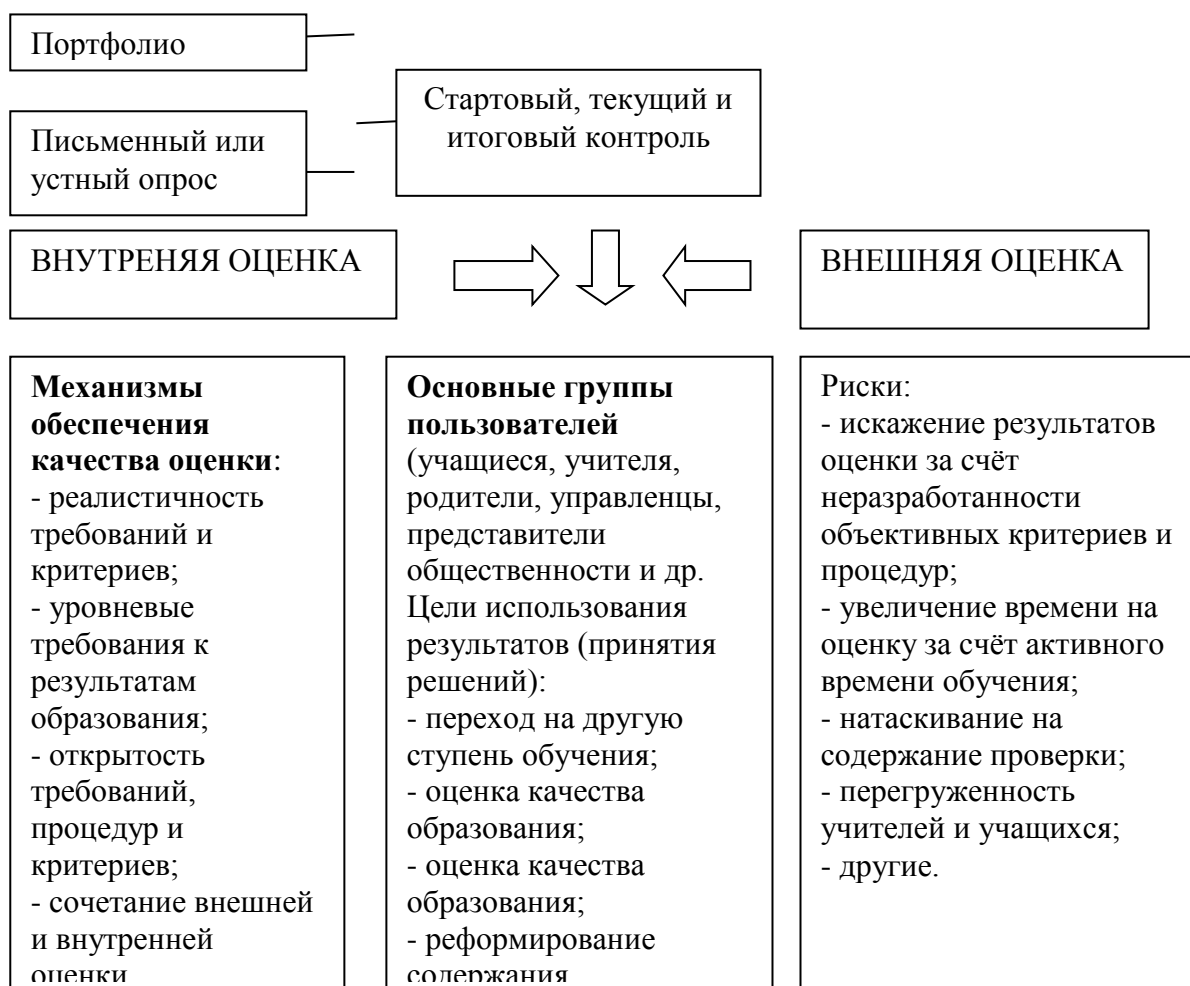 Портфолио
Стартовый, текущий и
итоговый контроль
Письменный или
устный опрос
ВНУТРЕНЯЯ ОЦЕНКА
ВНЕШНЯЯ ОЦЕНКА
Механизмы
обеспечения
качества оценки:
- реалистичность
требований и
критериев;
- уровневые
требования к
результатам
образования;
- открытость
требований,
процедур и
критериев;
- сочетание внешней
и внутренней
оценки
Основные группы
пользователей
(учащиеся, учителя,
родители, управленцы,
представители
общественности и др.
Цели использования
результатов (принятия
решений):
- переход на другую
ступень обучения;
- оценка качества
образования;
- оценка качества
образования;
- реформирование
содержания
Риски:
- искажение результатов
оценки за счёт
неразработанности
объективных критериев и
процедур;
- увеличение времени на
оценку за счёт активного
времени обучения;
- натаскивание на
содержание проверки;
- перегруженность
учителей и учащихся;
- другие.